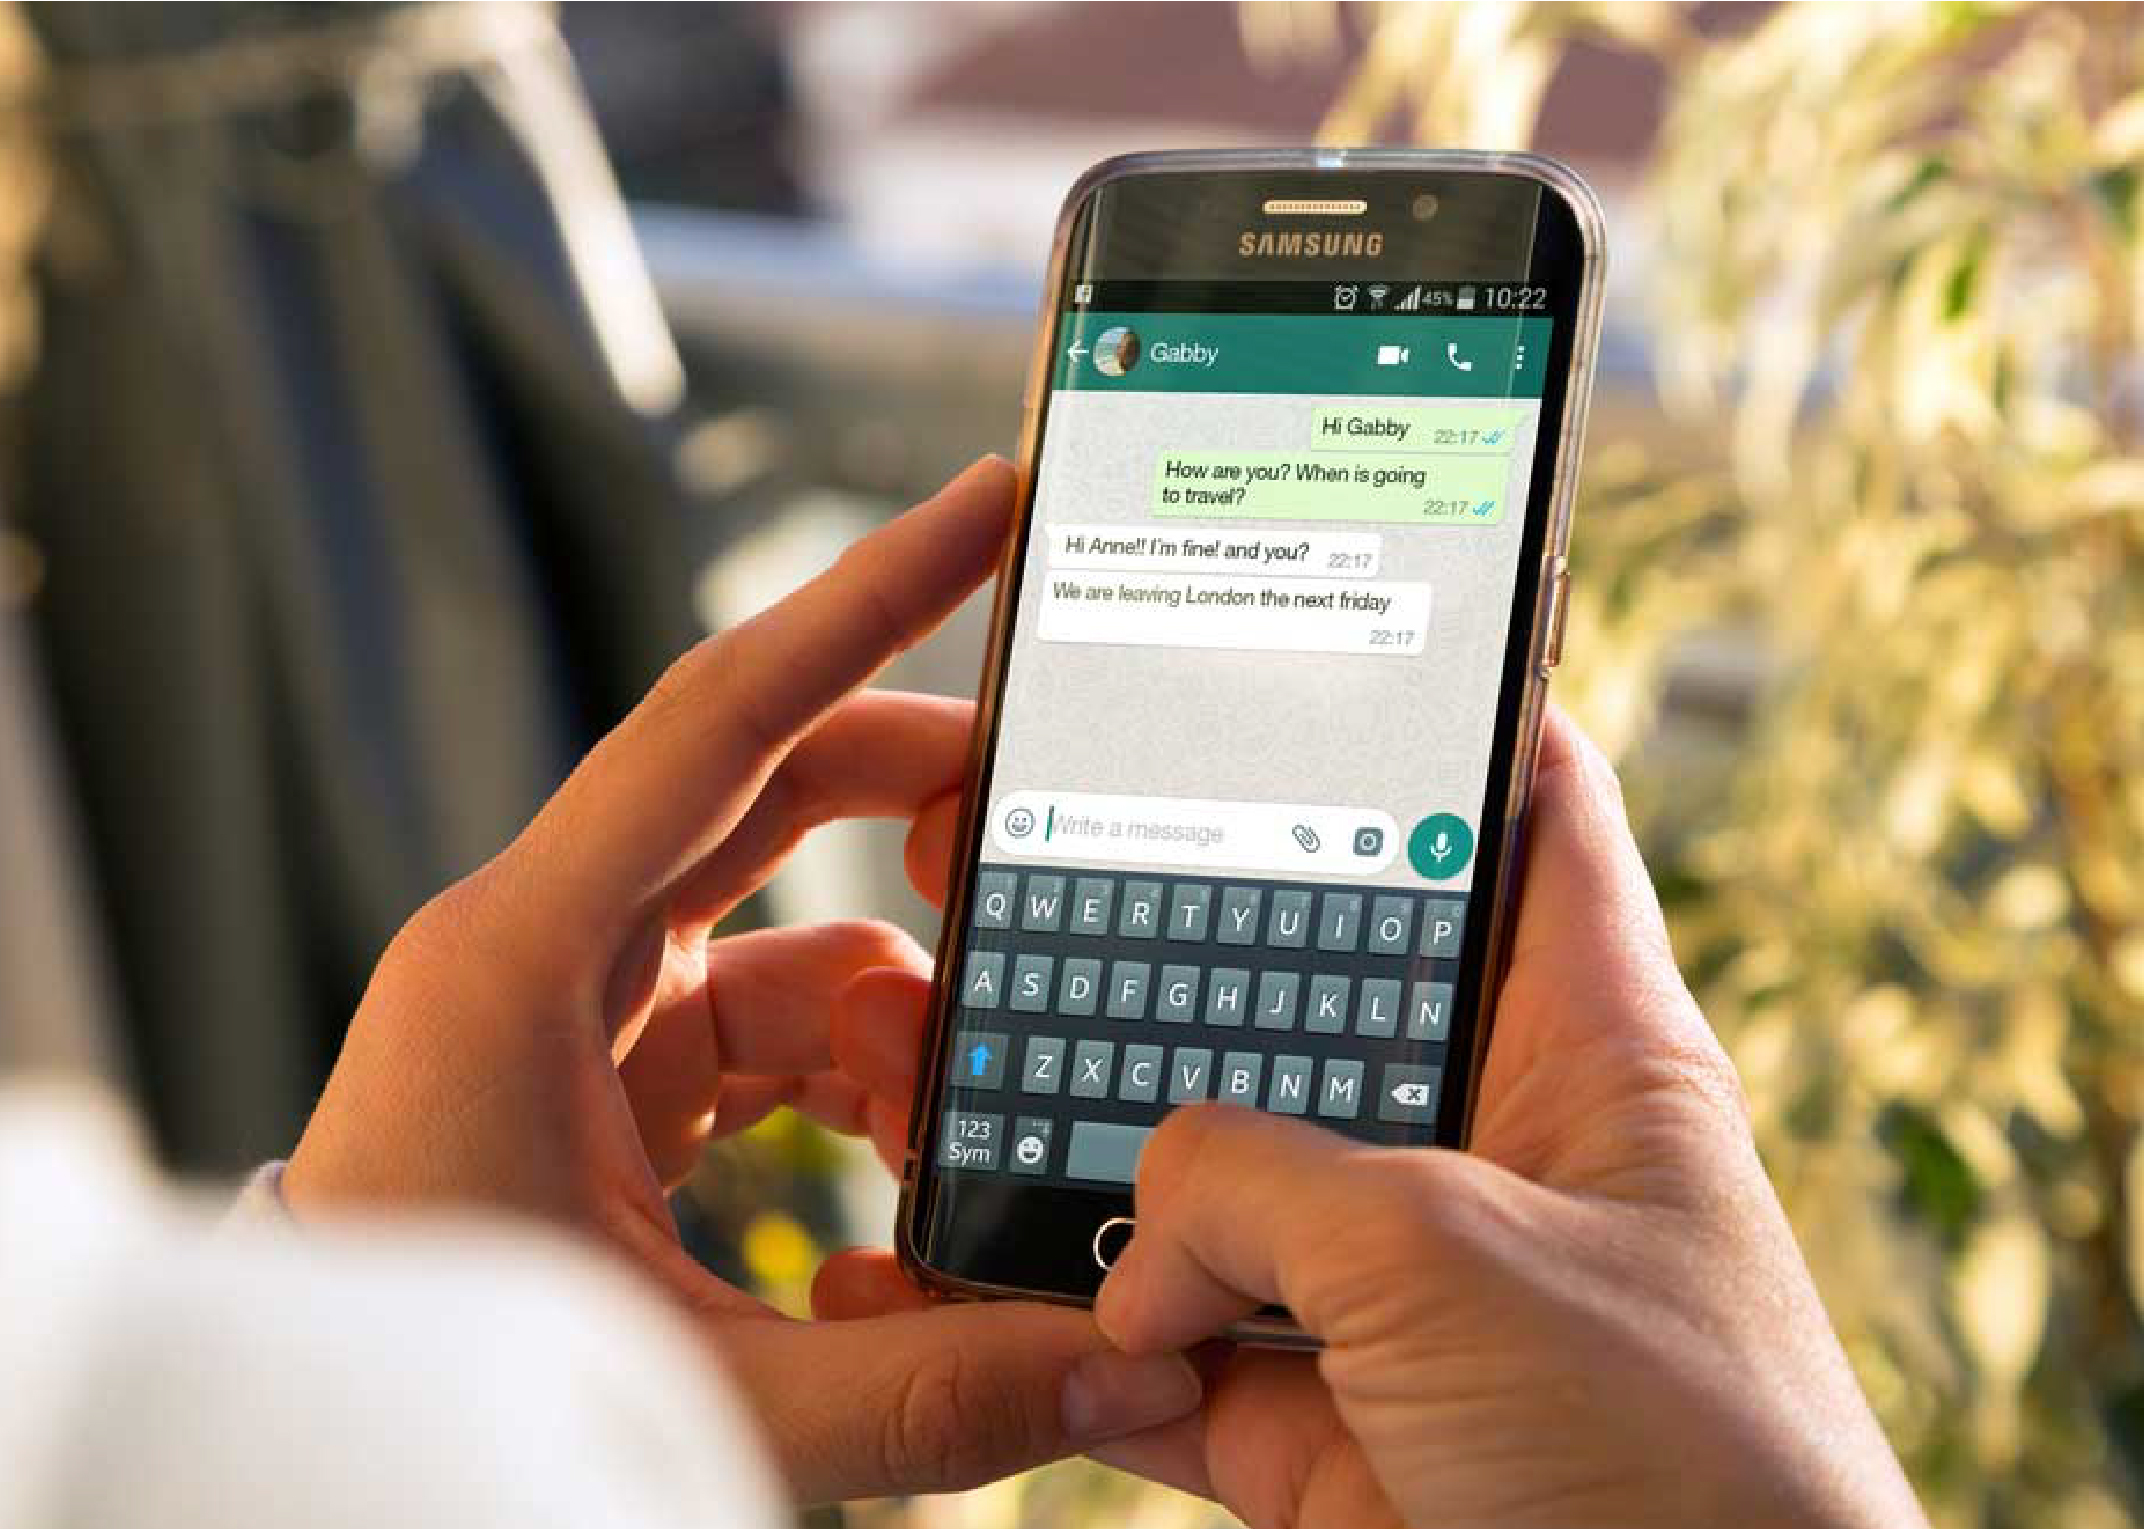 SAMSUNG
45% 10:22
Gabby
Hi Gabby 22:17
How are you? When is going
to travel?
22:17
Hi Anne!! I'm fine! and you? 22:17
We are leaving London the next friday
22:17
Write a message
Q W E R T Y U I O P
A S D F G H J K L N
Z X C V B N M
123
Sym